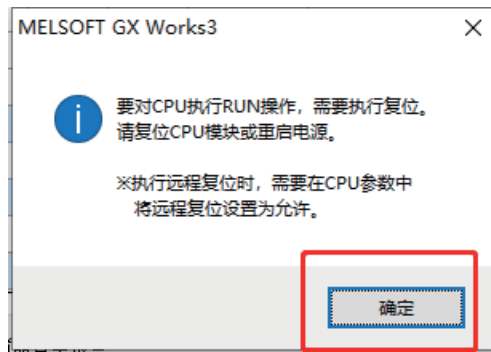 MELSOFT GX Works3
要对CPU执行RUN操作，需要执行复位。
请复位CPU模块或重启电源。
※执行远程复位时，需要在CPU参数中
将远程复位设置为允许。
确定